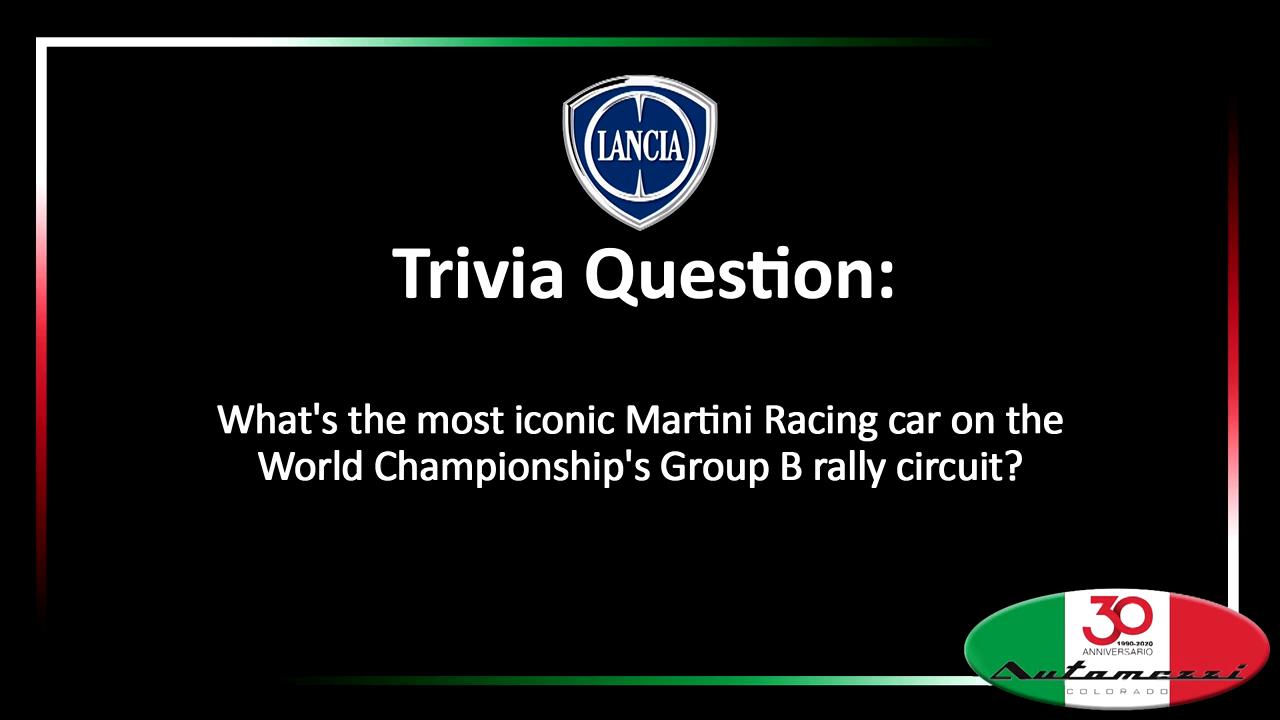 LANCIA
Trivia Question:
What's the most iconic Martini Racing car on the
World Championship's Group B rally circuit?
30
1990-2020
ANNIVERSARIO
Automezzi
COLORADO